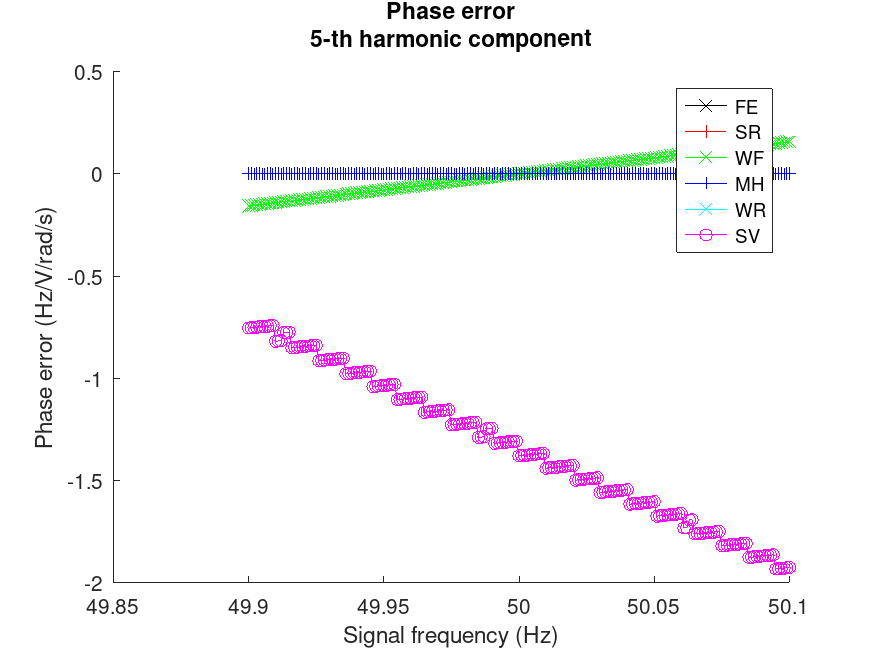 Phase error
5-th harmonic component
0.5
0
-0.5
-1
-1.5
-2
Phase error (Hz/V/rad/s)
FE
SR
WF
MH
WR
SV
49.85 49.9 49.95 50 50.05 50.1
Signal frequency (Hz)